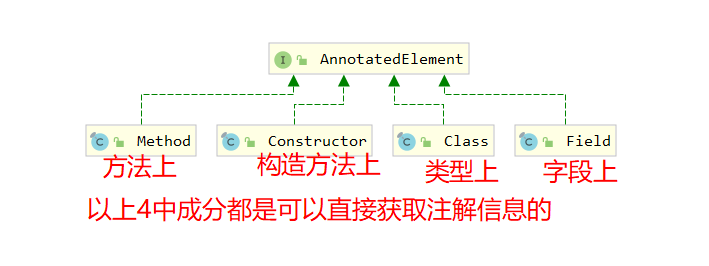 I AnnotatedElement
C Method
C Constructor
C Class
C Field
方法上
构造方法上
类型上
字段上
以上4中成分都是可以直接获取注解信息的